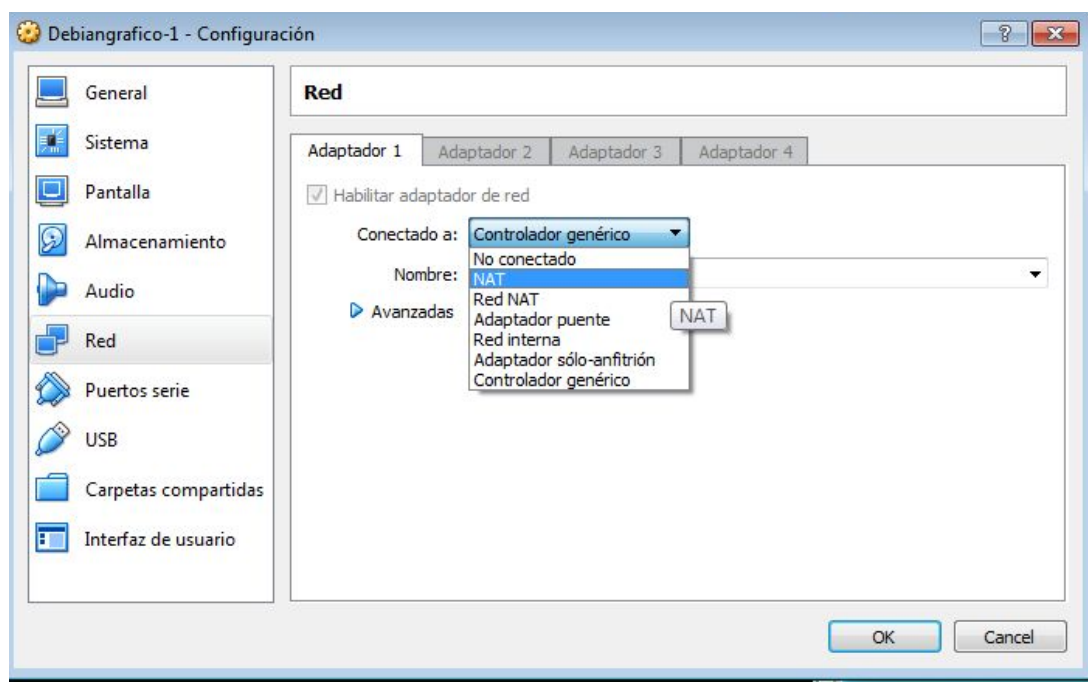 Debiangrafico-1 - Configuración
General
Sistema
Pantalla
Almacenamiento
Audio
Red
Puertos serie
USB
Carpetas compartidas
Interfaz de usuario
Red
Adaptador 1 Adaptador 2 Adaptador 3 Adaptador 4
Habilitar adaptador de red
Conectado a: Controlador genérico
Nombre:
Avanzadas
No conectado
NAT
Red NAT
Adaptador puente
Red interna
Adaptador sólo-anfitrión
Controlador genérico
NAT
OK Cancel